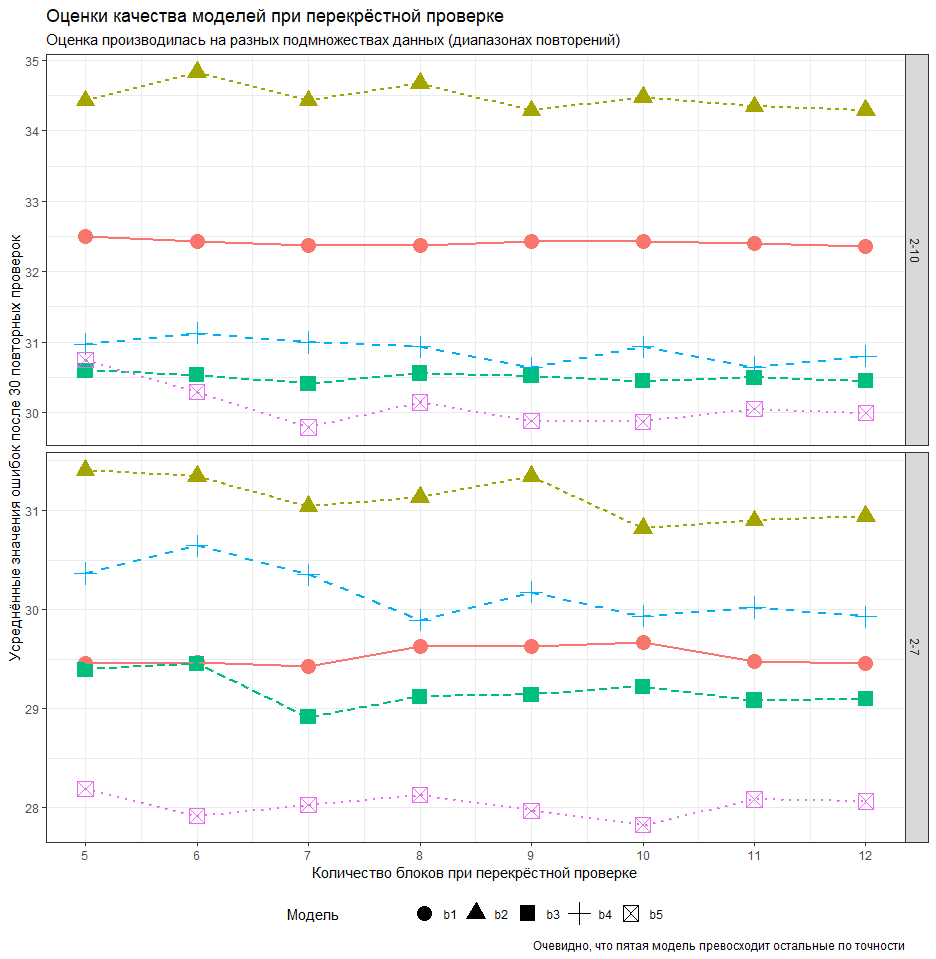 Оценки качества моделей при перекрёстной проверке
Оценка производилась на разных подмножествах данных (диапазонах повторений)
Усреднённые значения ошибок после 30 повторных проверок
35
34
33
32
31
30
2-10
31
30
29
28
2-7
5 6 7 8 9 10 11 12
Количество блоков при перекрёстной проверке
Модель b1 b2 b3 b4 b5
Очевидно, что пятая модель превосходит остальные по точности